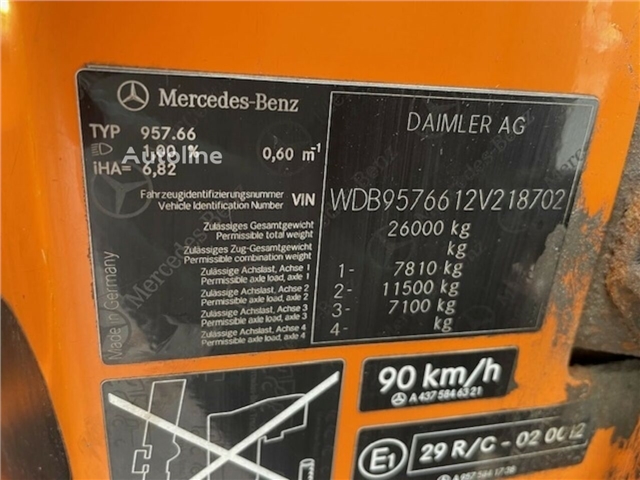 Mercedes-Benz
DAIMLER AG
TYP 957.66
1,00 % 0,60 m-1
iHA= 6,82
Autoline
Fahrzeugidentifizierungsnummer
Vehicle Identification Number VIN WDB9576612V218702
Zulässiges Gesamtgewicht
Permissible total weight 26000 kg
Zulässiges Zug-Gesamtgewicht
Permissible combination weight kg
Zulässige Achslast, Achse 1
Permissible axle load, axle 1 1- 7810 kg
Zulässige Achslast, Achse 2
Permissible axle load, axle 2 2- 11500 kg
Zulässige Achslast, Achse 3
Permissible axle load, axle 3 3- 7100 kg
Zulässige Achslast, Achse 4
Permissible axle load, axle 4 4- kg
Made in Germany
90 km/h
A 437 584 63 21
E1 29 R/C - 02